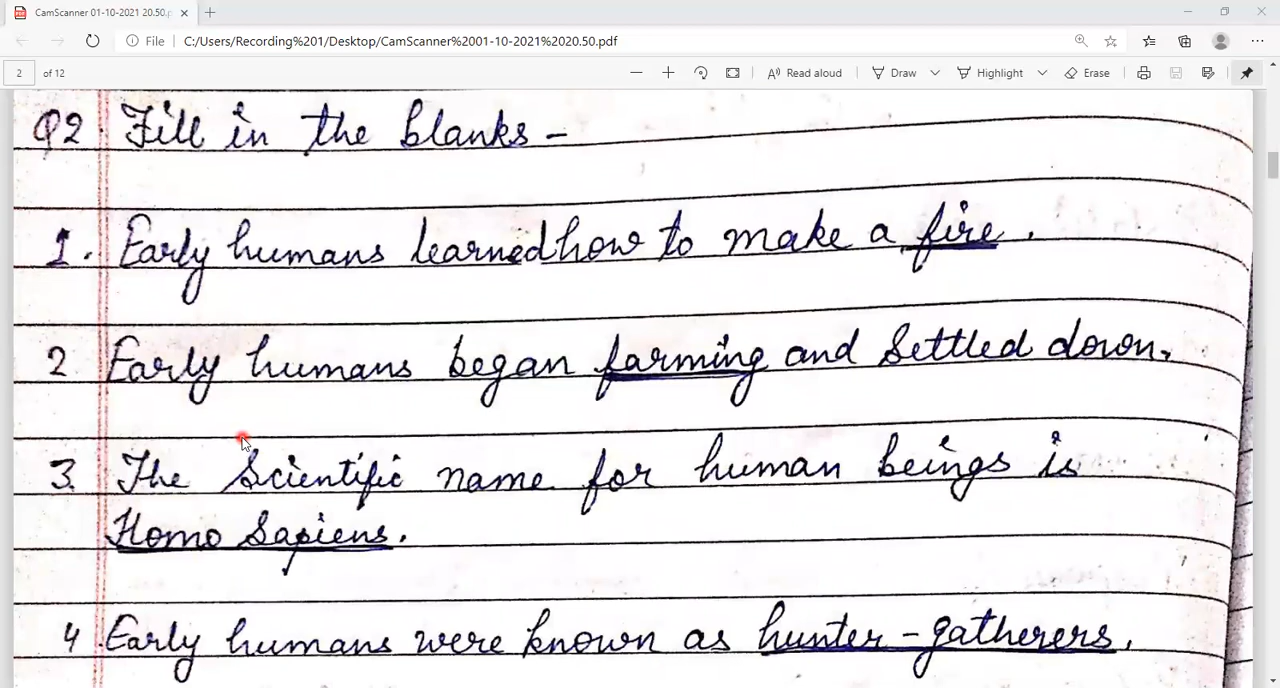 CamScanner 01-10-2021 20.50.p
File C:/Users/Recording%201/Desktop/CamScanner%2001-10-2021%2020.50.pdf
2 of 12 Read aloud Draw Highlight Erase
Q2. Fill in the blanks -
1. Early humans learned how to make a fire.
2 Early humans began farming and Settled down.
3. The Scientific name for human beings is
Homo Sapiens.
4 Early humans were known as hunter-gatherers.